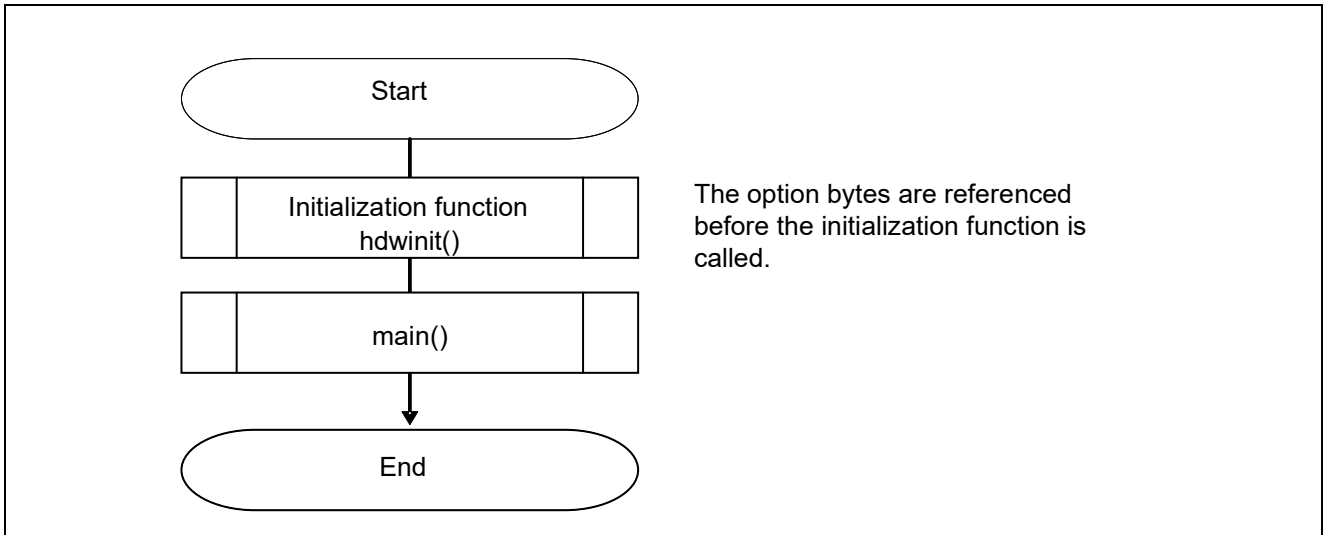 Start
Initialization function
hdwinit()
The option bytes are referenced
before the initialization function is
called.
main()
End